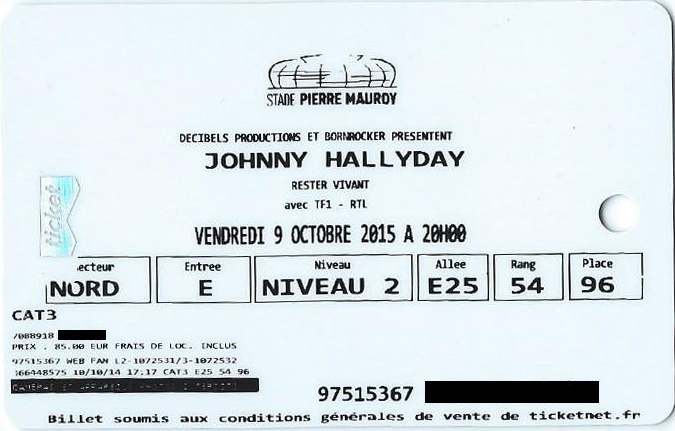 STADE PIERRE MAUROY
DECIBELS PRODUCTIONS ET BORNROCKER PRESENTENT
JOHNNY HALLYDAY
RESTER VIVANT
avec TF1 - RTL
ticket
VENDREDI 9 OCTOBRE 2015 A 20H00
ecteur Entree Niveau Allee Rang Place
NORD E NIVEAU 2 E25 54 96
CAT3
7088918
PRIX . 85.00 EUR FRAIS DE LOC. INCLUS
97515367 WEB FAN L2-1072531/3-1072532
366448575 10/10/14 17:17 CAT3 E25 54 96
97515367
Billet soumis aux conditions générales de vente de ticketnet.fr